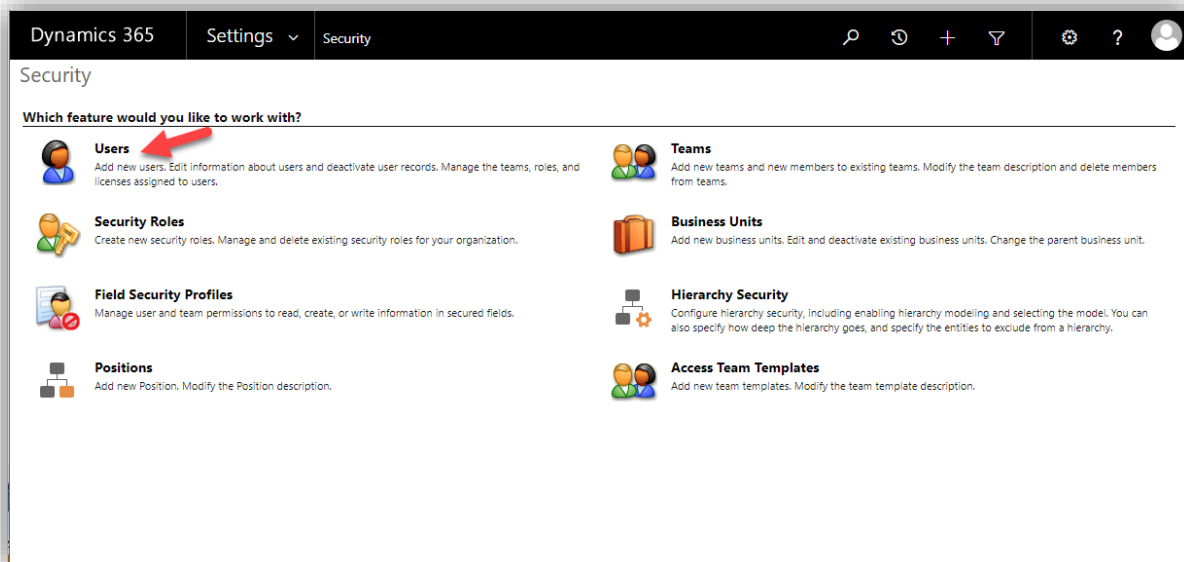 Dynamics 365 Settings Security
Security
Which feature would you like to work with?
Users
Add new users. Edit information about users and deactivate user records. Manage the teams, roles, and
licenses assigned to users.
Teams
Add new teams and new members to existing teams. Modify the team description and delete members
from teams.
Security Roles
Create new security roles. Manage and delete existing security roles for your organization.
Business Units
Add new business units. Edit and deactivate existing business units. Change the parent business unit.
Field Security Profiles
Manage user and team permissions to read, create, or write information in secured fields.
Hierarchy Security
Configure hierarchy security, including enabling hierarchy modeling and selecting the model. You can
also specify how deep the hierarchy goes, and specify the entities to exclude from a hierarchy.
Positions
Add new Position. Modify the Position description.
Access Team Templates
Add new team templates. Modify the team template description.